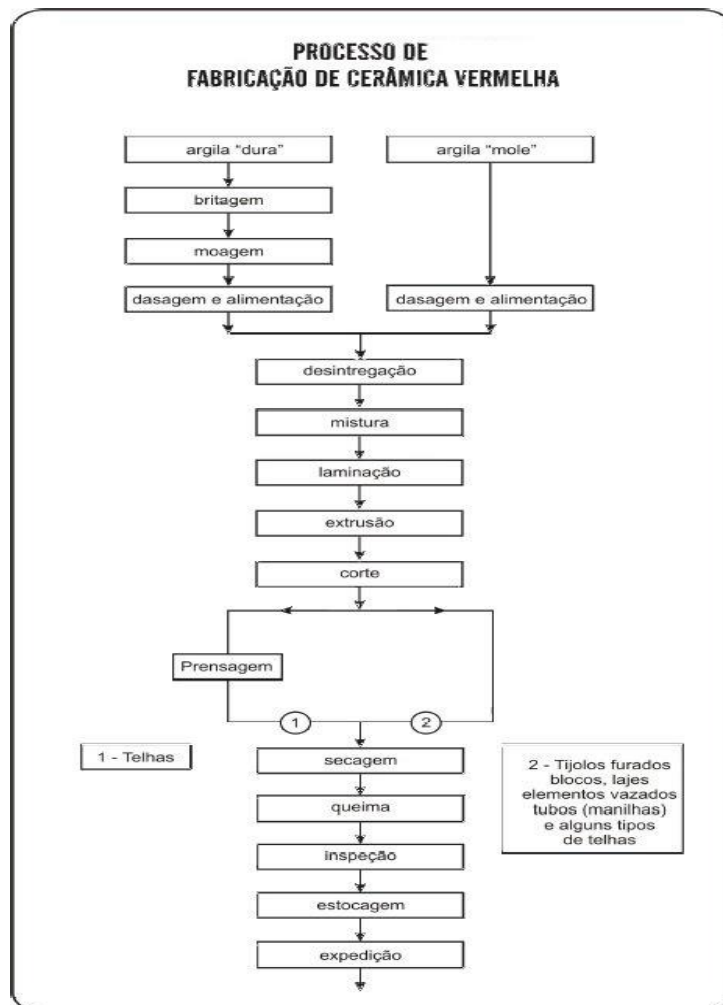 PROCESSO DE
FABRICAÇÃO DE CERÂMICA VERMELHA
argila “dura”
argila “mole”
britagem
moagem
dasagem e alimentação
dasagem e alimentação
desintregação
mistura
laminação
extrusão
corte
Prensagem
1
2
1 - Telhas
secagem
queima
inspeção
estocagem
expedição
2 - Tijolos furados
blocos, lajes
elementos vazados
tubos (manilhas)
e alguns tipos
de telhas